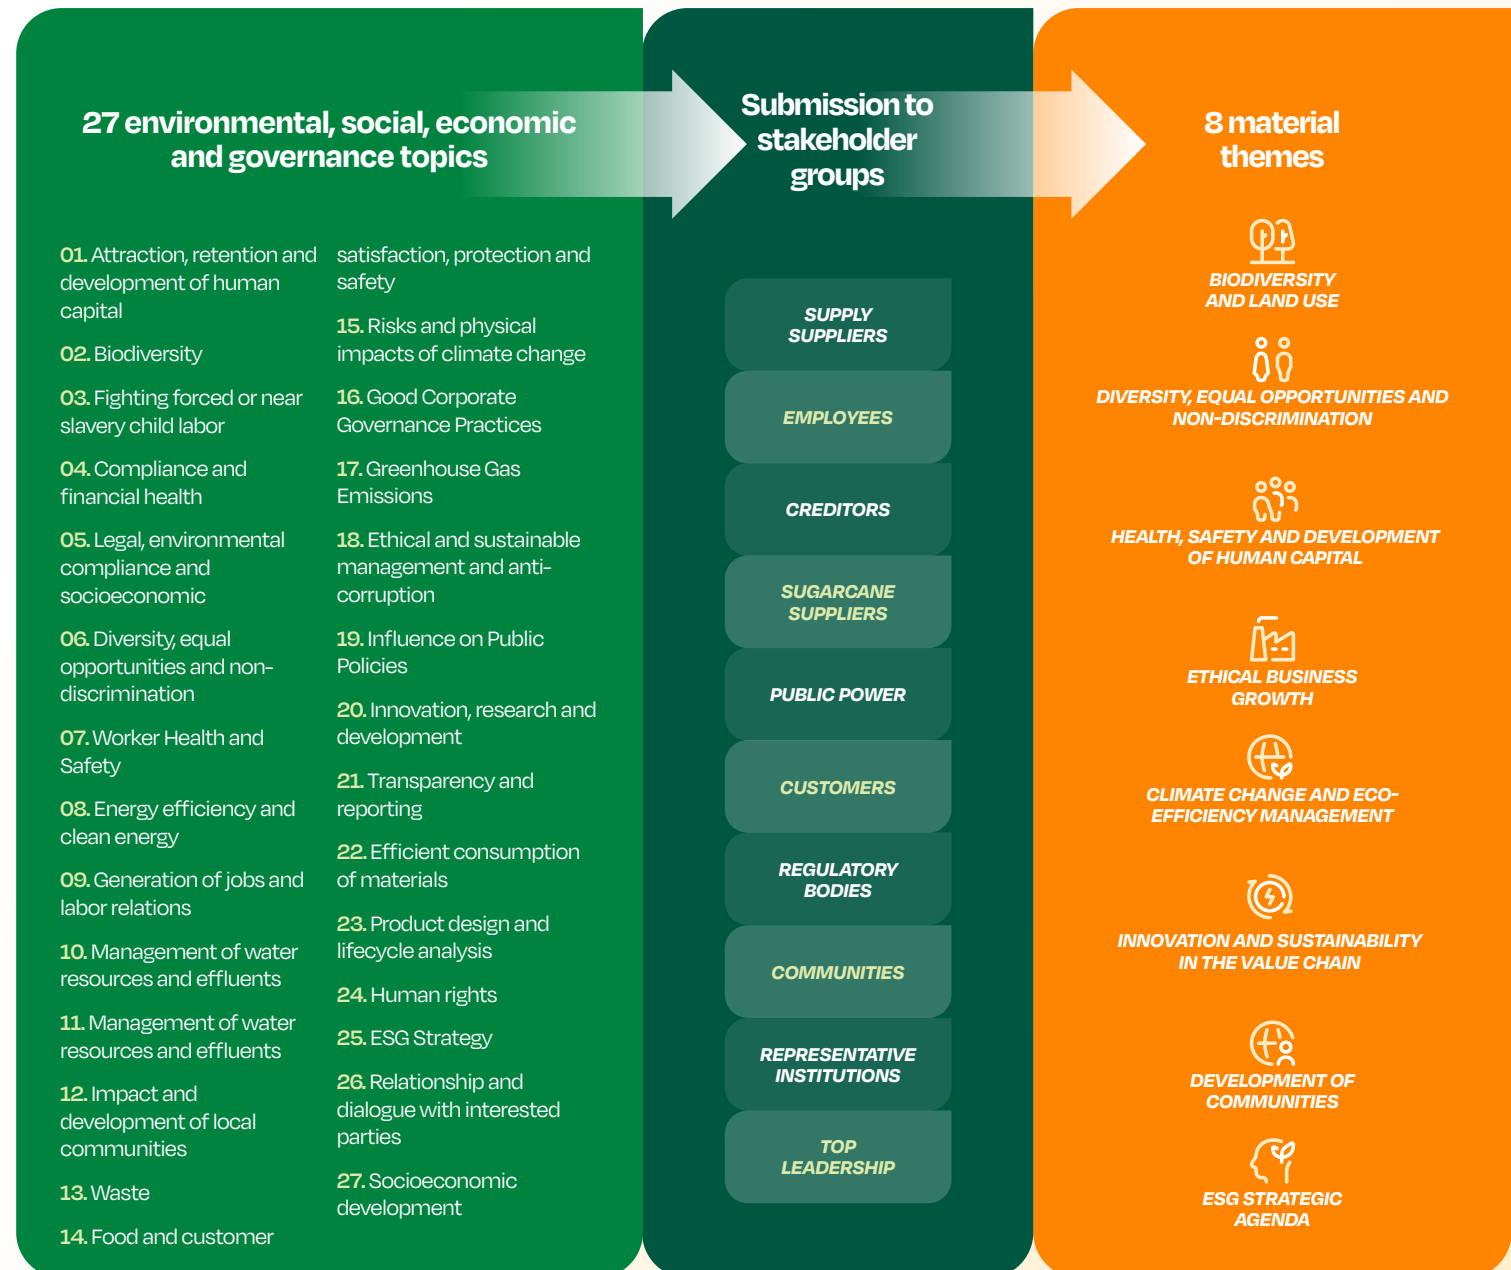 27 environmental, social, economic
and governance topics
01. Attraction, retention and
development of human
capital
02. Biodiversity
03. Fighting forced or near
slavery child labor
04. Compliance and
financial health
05. Legal, environmental
compliance and
socioeconomic
06. Diversity, equal
opportunities and non-
discrimination
07. Worker Health and
Safety
08. Energy efficiency and
clean energy
09. Generation of jobs and
labor relations
10. Management of water
resources and effluents
11. Management of water
resources and effluents
12. Impact and
development of local
communities
13. Waste
14. Food and customer
satisfaction, protection and
safety
15. Risks and physical
impacts of climate change
16. Good Corporate
Governance Practices
17. Greenhouse Gas
Emissions
18. Ethical and sustainable
management and anti-
corruption
19. Influence on Public
Policies
20. Innovation, research and
development
21. Transparency and
reporting
22. Efficient consumption
of materials
23. Product design and
lifecycle analysis
24. Human rights
25. ESG Strategy
26. Relationship and
dialogue with interested
parties
27. Socioeconomic
development
Submission to
stakeholder
groups
SUPPLY
SUPPLIERS
EMPLOYEES
CREDITORS
SUGARCANE
SUPPLIERS
PUBLIC POWER
CUSTOMERS
REGULATORY
BODIES
COMMUNITIES
REPRESENTATIVE
INSTITUTIONS
TOP
LEADERSHIP
8 material
themes
BIODIVERSITY
AND LAND USE
DIVERSITY, EQUAL OPPORTUNITIES AND
NON-DISCRIMINATION
HEALTH, SAFETY AND DEVELOPMENT
OF HUMAN CAPITAL
ETHICAL BUSINESS
GROWTH
CLIMATE CHANGE AND ECO-
EFFICIENCY MANAGEMENT
INNOVATION AND SUSTAINABILITY
IN THE VALUE CHAIN
DEVELOPMENT OF
COMMUNITIES
ESG STRATEGIC
AGENDA